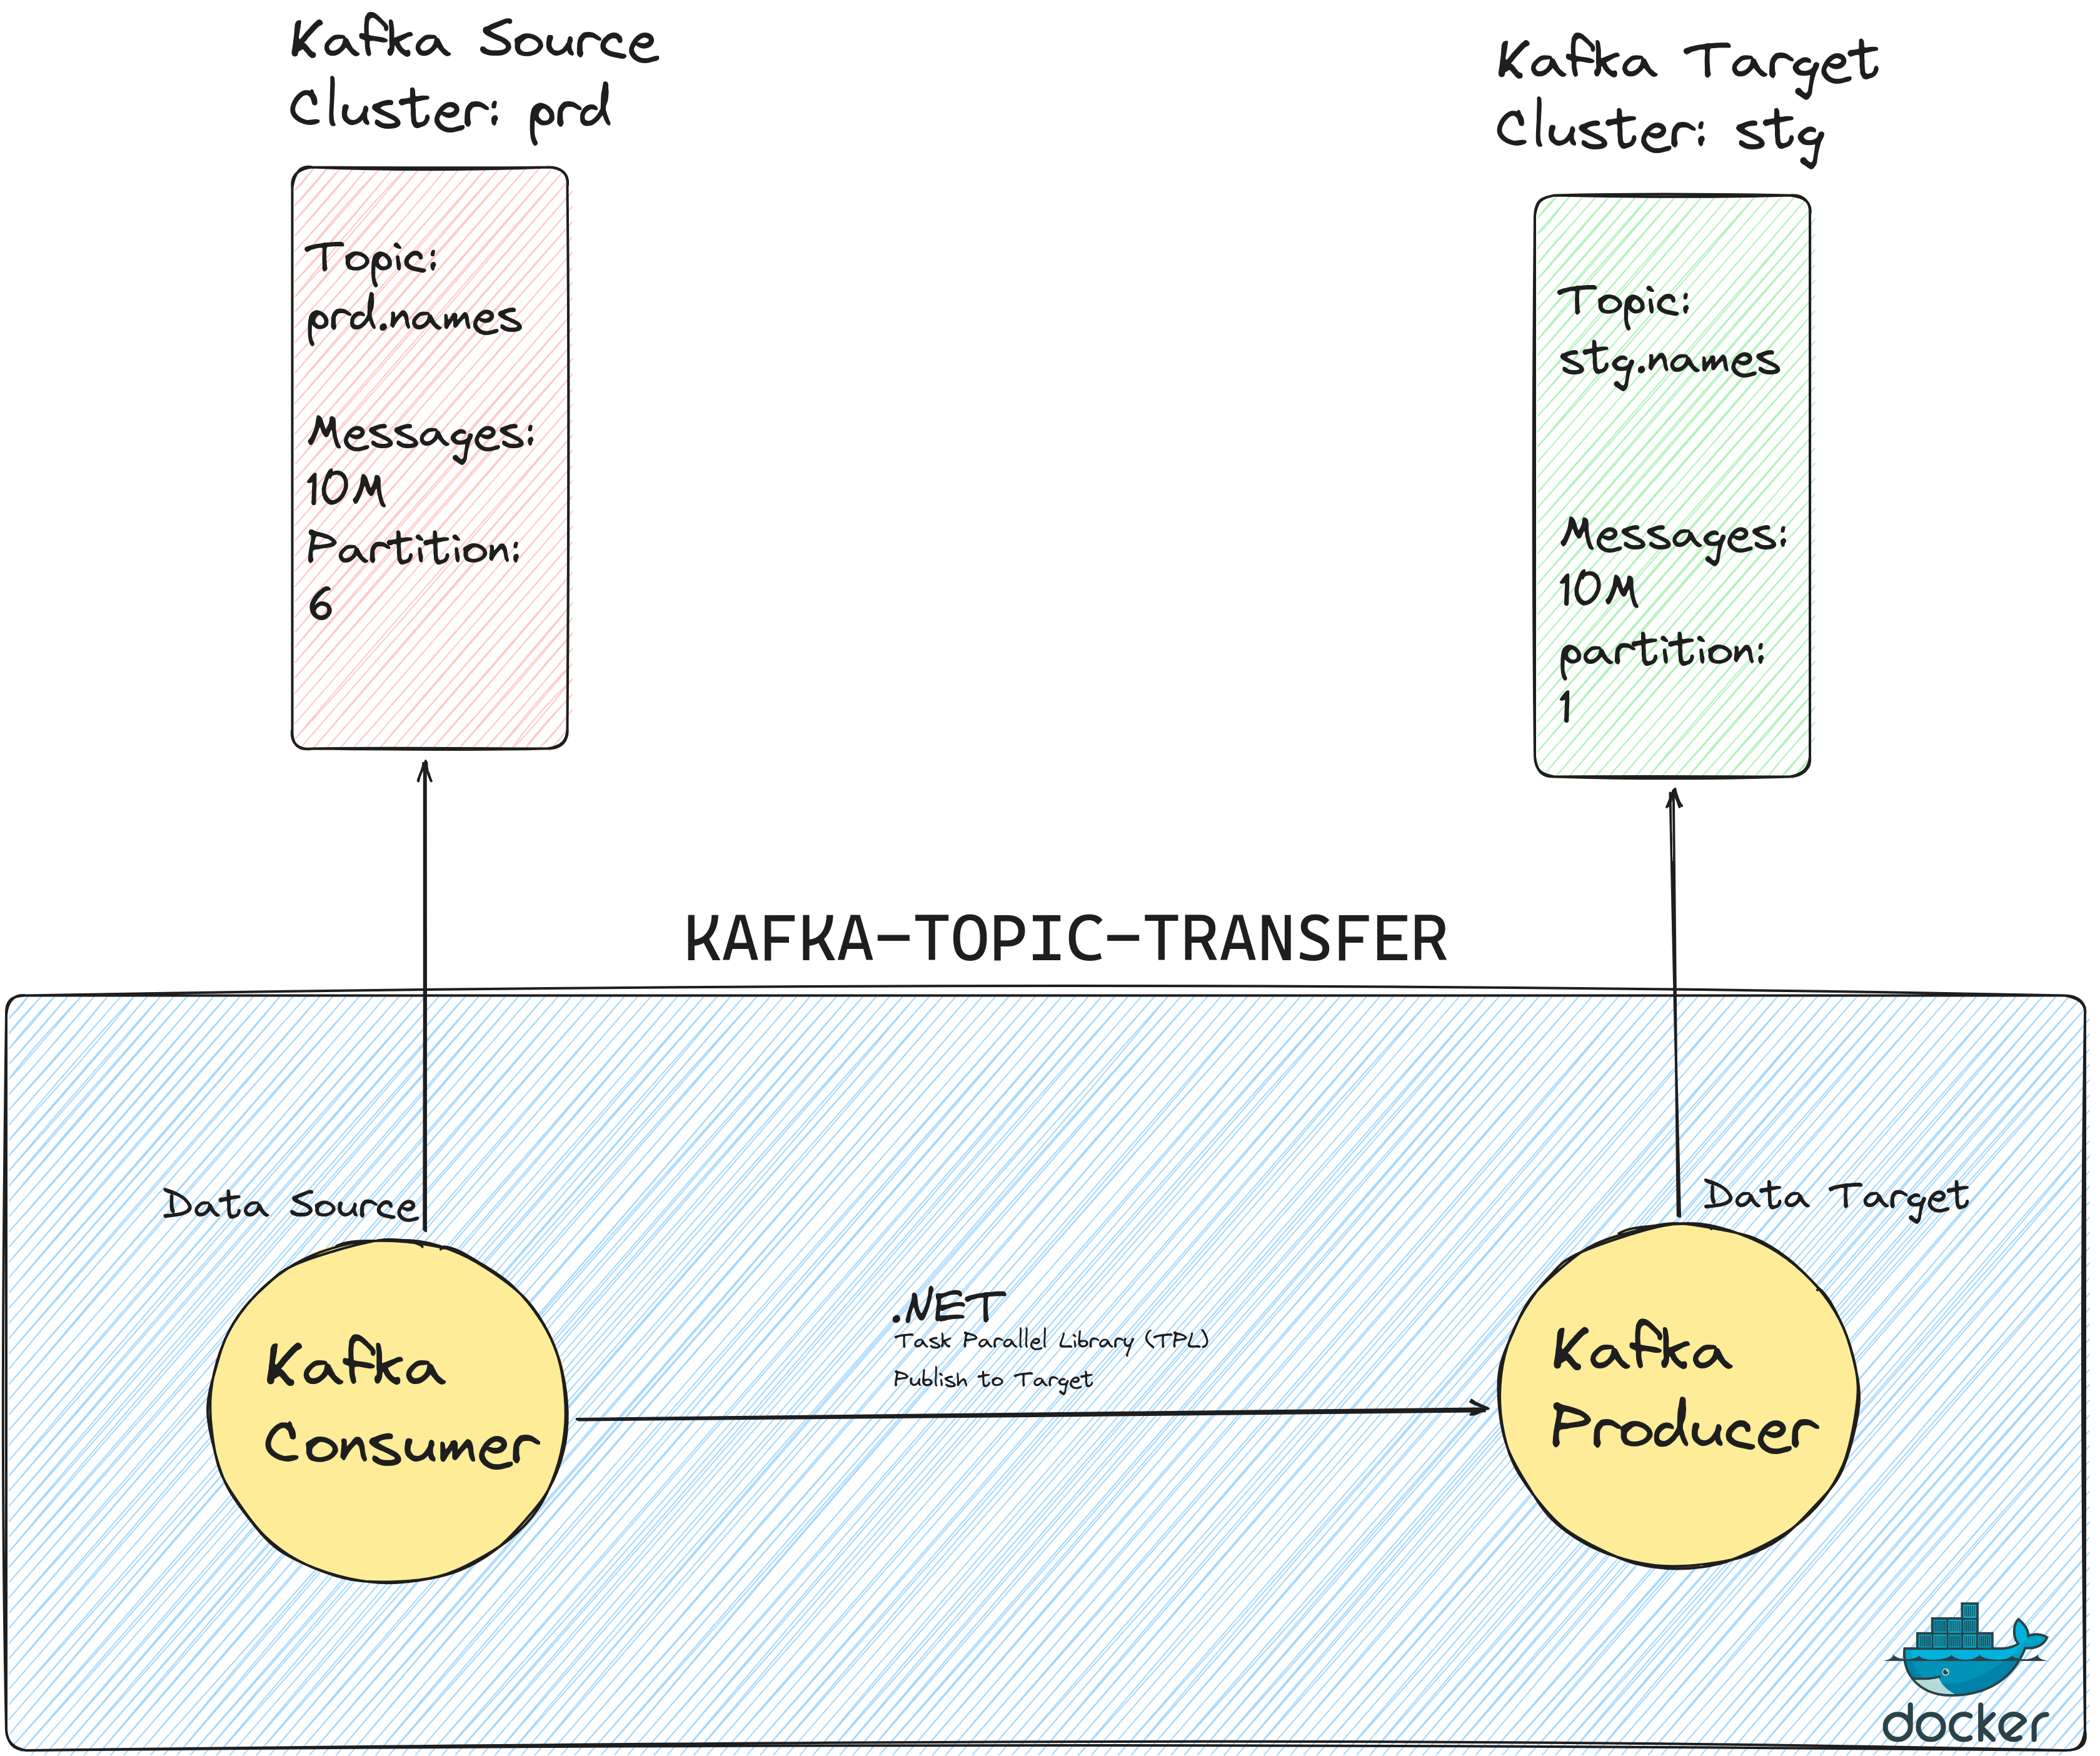 Kafka Source
Cluster: prd
Topic:
prd.names
Messages:
10M
Partition:
6
Kafka Target
Cluster: stg
Topic:
stg.names
Messages:
10M
partition:
1
KAFKA-TOPIC-TRANSFER
Data Source
Kafka
Consumer
.NET
Task Parallel Library (TPL)
Publish to Target
Data Target
Kafka
Producer
docker